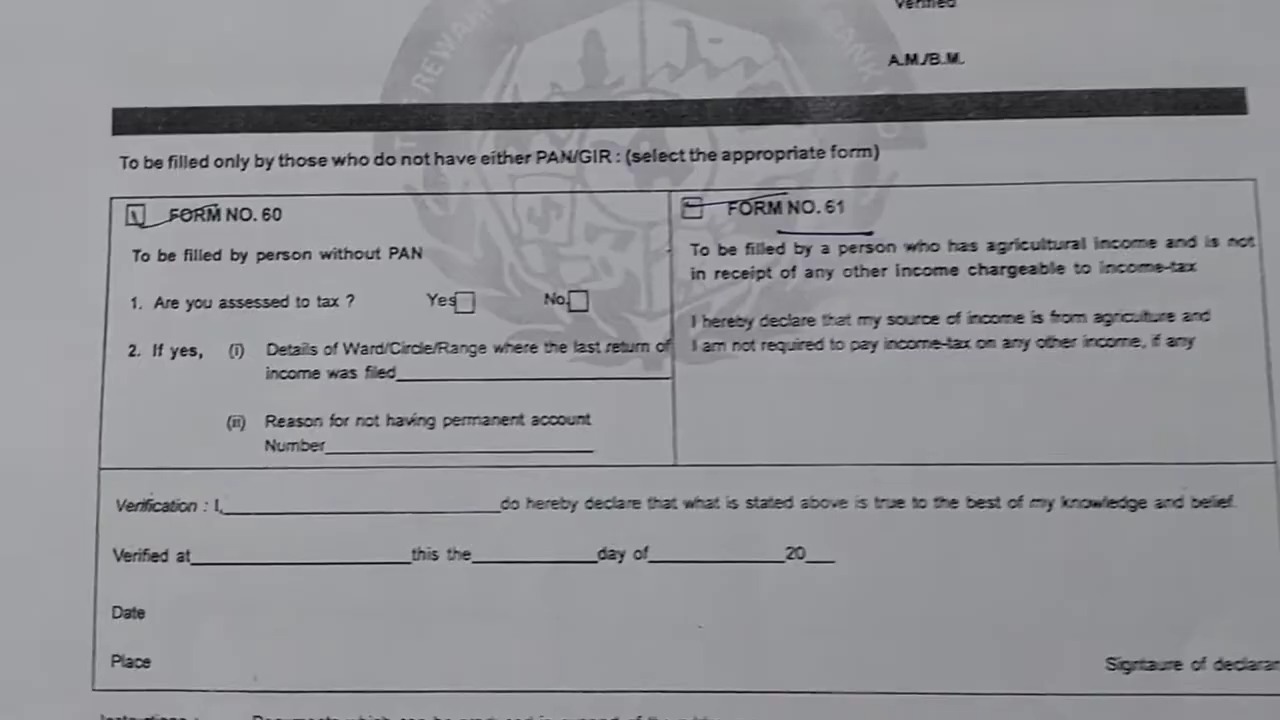 Verified
A.M./B.M.
THE REWARI BANK
To be filled only by those who do not have either PAN/GIR : (select the appropriate form)
FORM NO. 60
To be filled by person without PAN
1. Are you assessed to tax ? Yes No.
2. If yes, (i) Details of Ward/Circle/Range where the last return of
income was filed
(ii) Reason for not having permanent account
Number
FORM NO. 61
To be filled by a person who has agricultural income and is not
in receipt of any other income chargeable to income-tax
I hereby declare that my source of income is from agriculture and
I am not required to pay income-tax on any other income, if any
Verification : I, do hereby declare that what is stated above is true to the best of my knowledge and belief.
Verified at this the day of 20
Date
Place
Signtaure of declaran